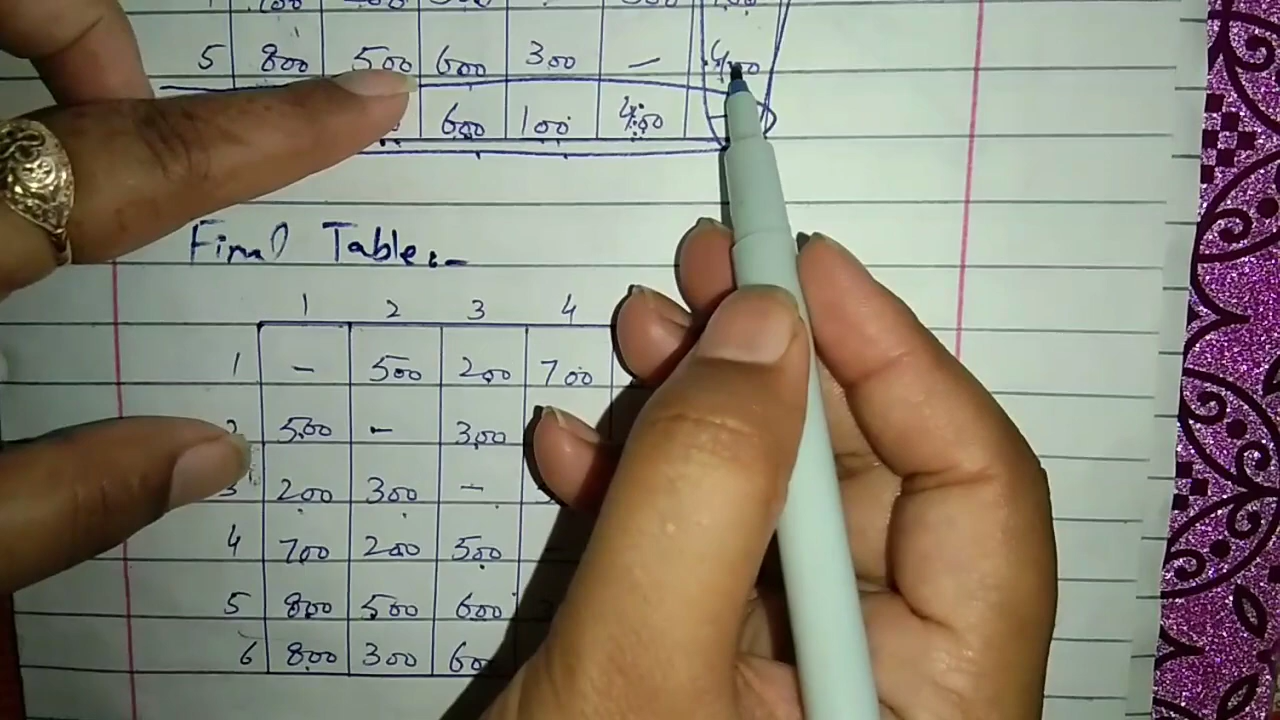 5 800 500 600 300 - 400
600 100 400
Final Table:-
1 2 3 4
1 - 500 200 700
2 500 - 300
3 200 300 -
4 700 200 500
5 800 500 600
6 800 300 600